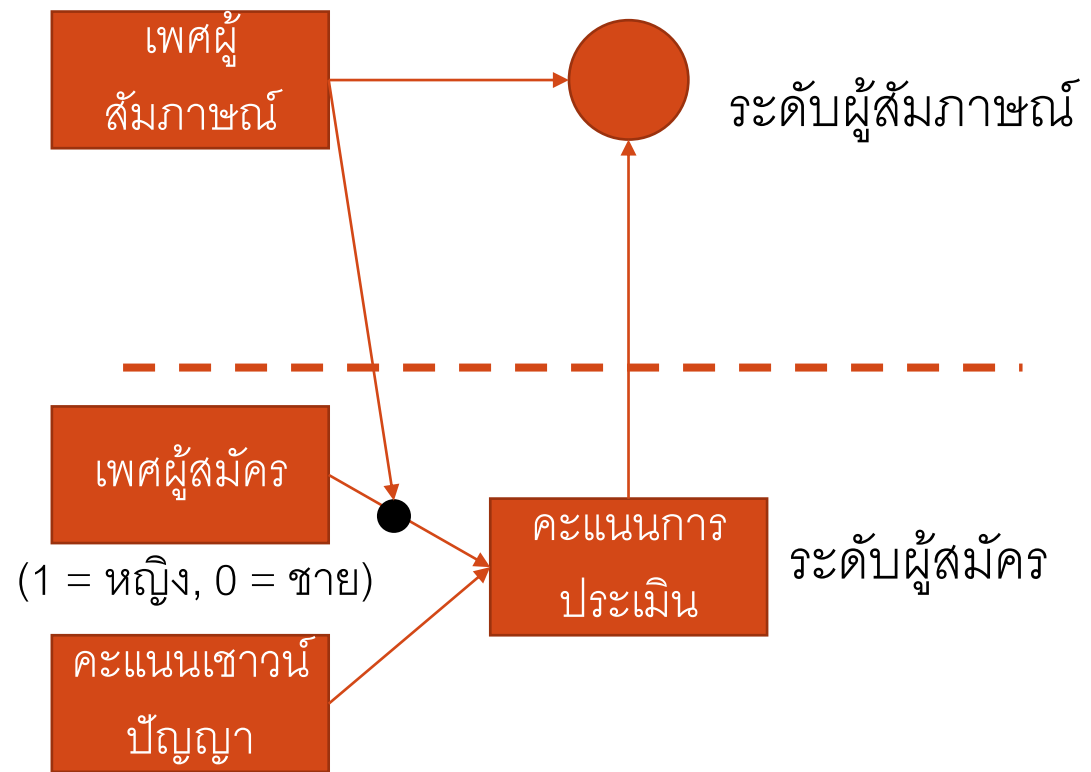 เพศผู้
สัมภาษณ์
ระดับผู้สัมภาษณ์
เพศผู้สมัคร
(1 = หญิง, 0 = ชาย)
คะแนนการ
ประเมิน
ระดับผู้สมัคร
คะแนนเชาวน์
ปัญญา